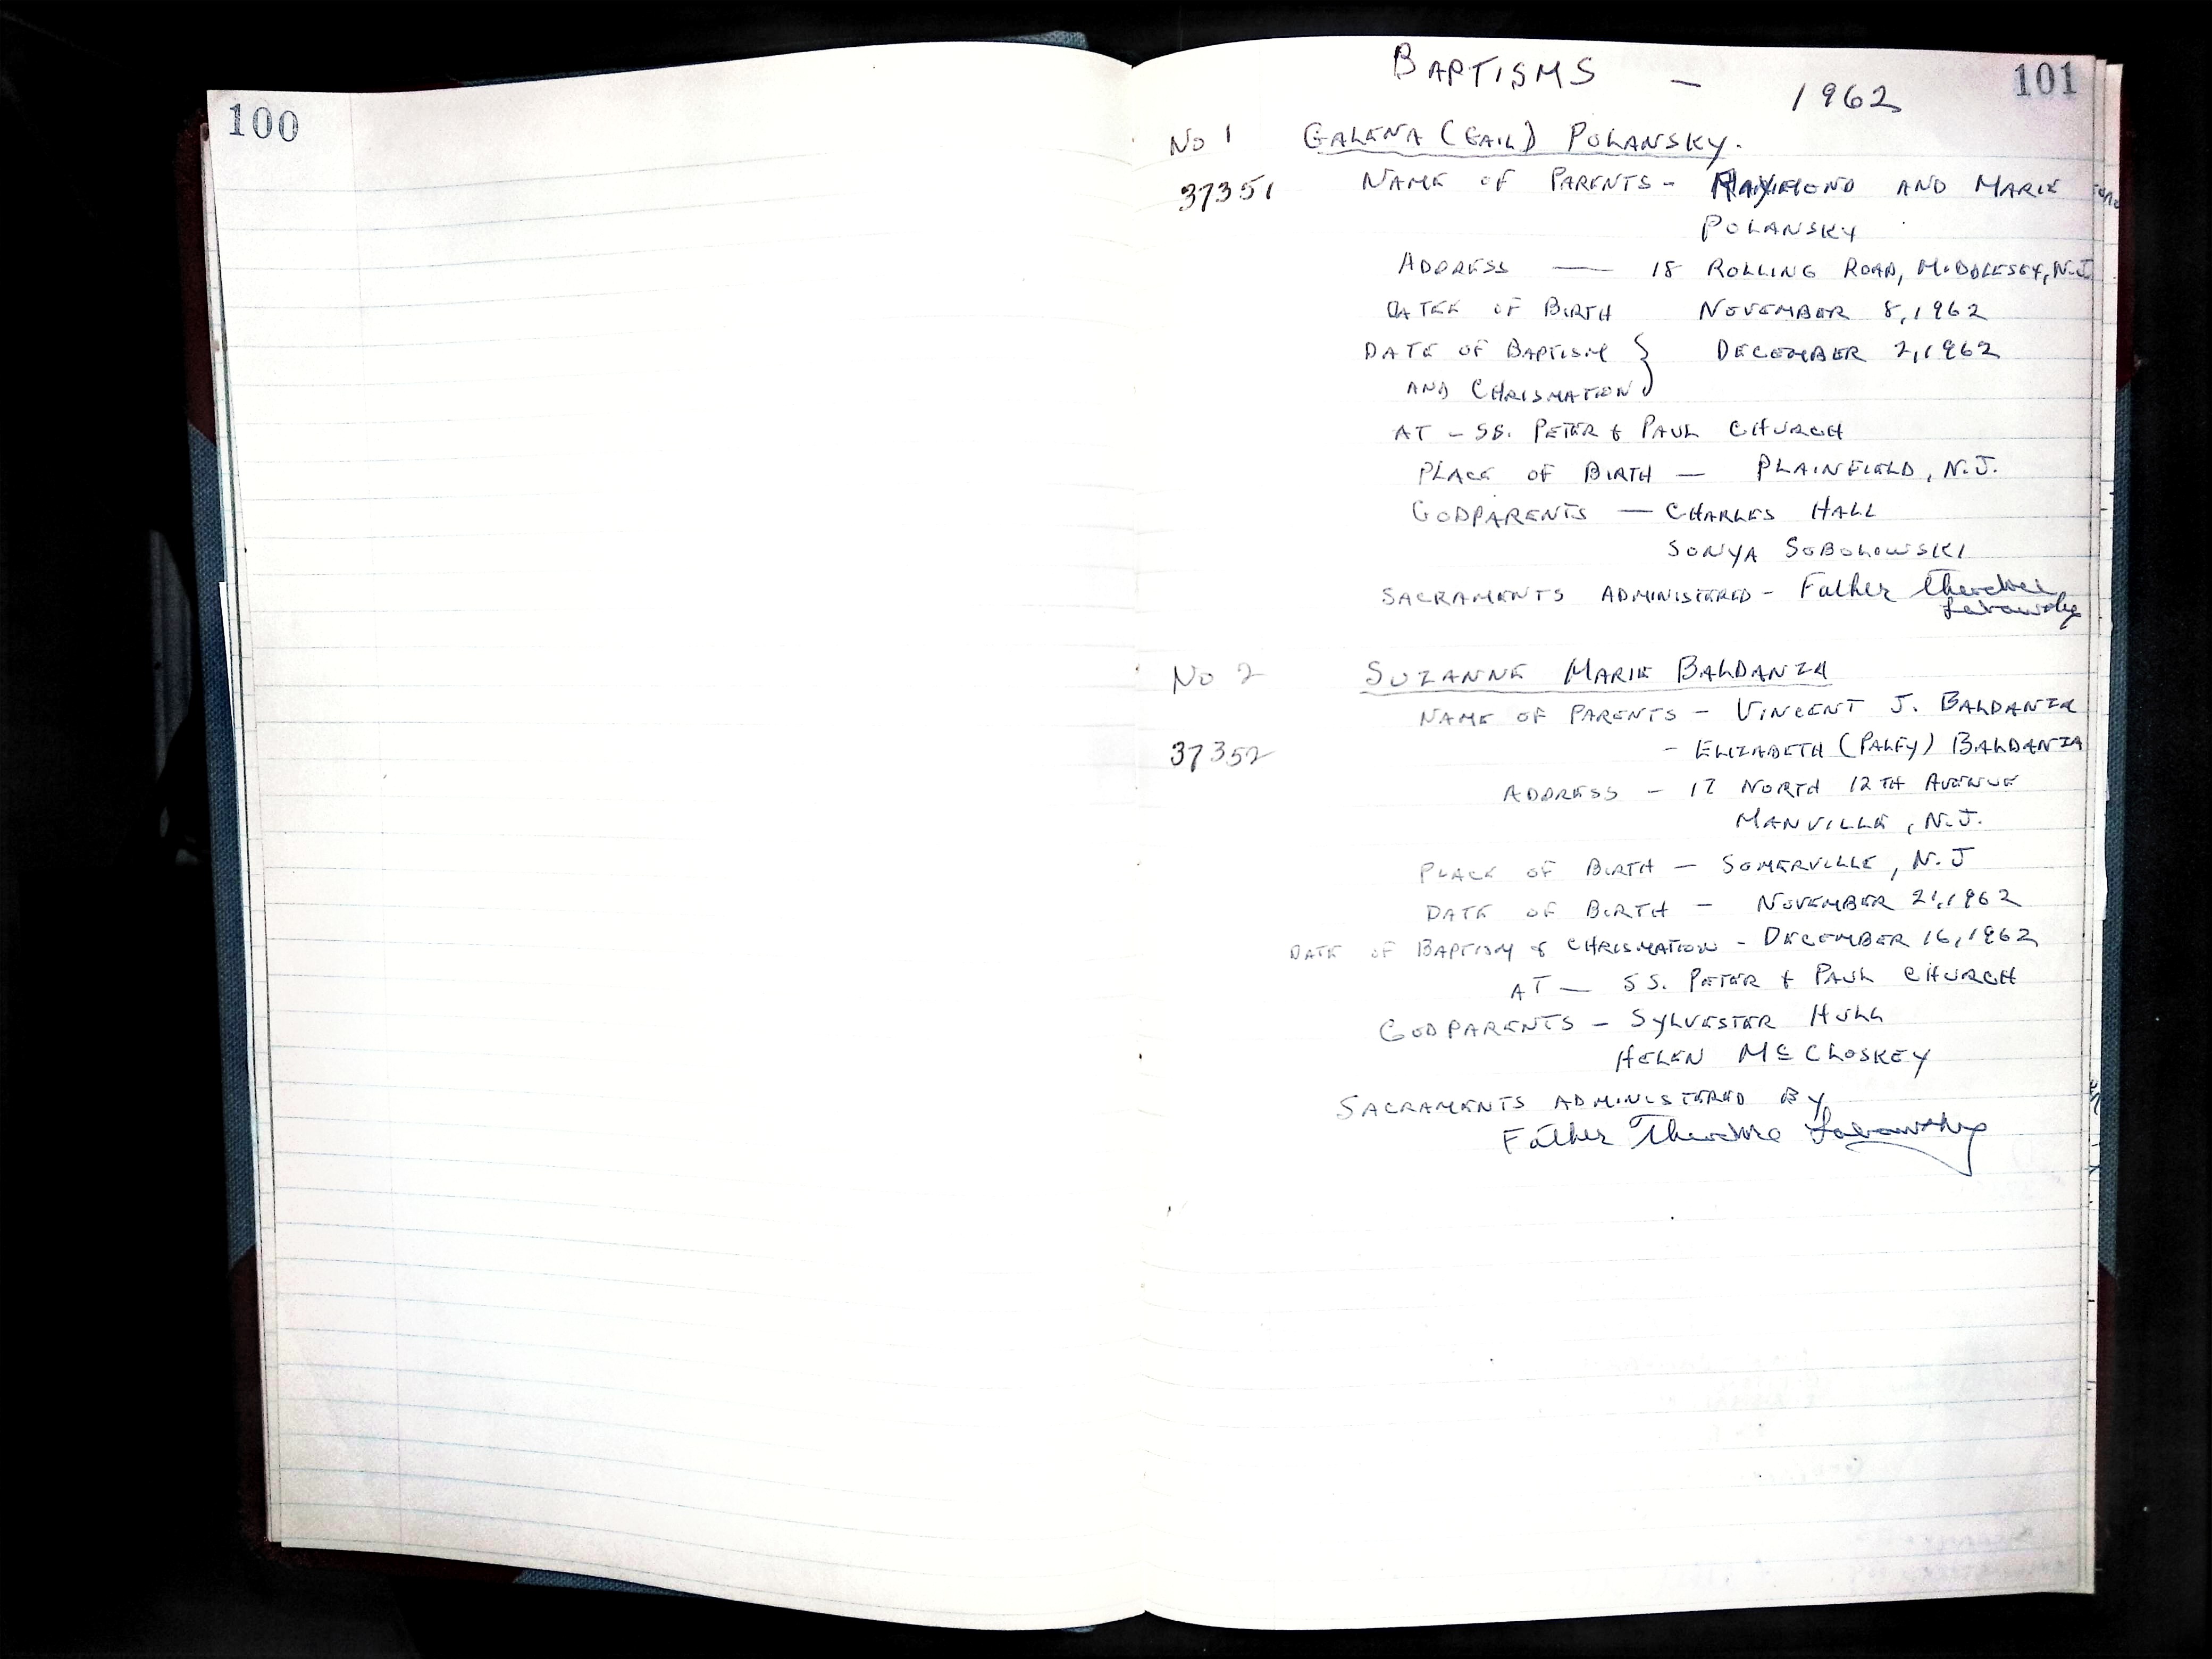 100
101
BAPTISMS — 1962
No 1 GALENA (GAIL) POLANSKY.
37351 NAME OF PARENTS - RAYMOND AND MARIE
POLANSKY
ADDRESS — 18 ROLLING ROAD, MIDDLESEX, N.J.
DATEE OF BIRTH NOVEMBER 8, 1962
DATE OF BAPTISM } DECEMBER 2, 1962
AND CHRISMATION
AT - SS. PETER & PAUL CHURCH
PLACE OF BIRTH — PLAINFIELD, N.J.
GODPARENTS — CHARLES HALL
SONYA SOBOLOWSKI
SACRAMENTS ADMINISTERED - Father Theodore
No 2 SUZANNE MARIE BALDANZA
NAME OF PARENTS - VINCENT J. BALDANZA
37352 - ELIZABETH (PALFY) BALDANZA
ADDRESS - 17 NORTH 12TH AVENUE
MANVILLE, N.J.
PLACE OF BIRTH — SOMERVILLE, N.J
DATE OF BIRTH - NOVEMBER 21, 1962
DATE OF BAPTISM & CHRISMATION - DECEMBER 16, 1962
AT — SS. PETER & PAUL CHURCH
GODPARENTS - SYLVESTER HULL
HELEN McCLOSKEY
SACRAMENTS ADMINISTERED BY
Father Theodore